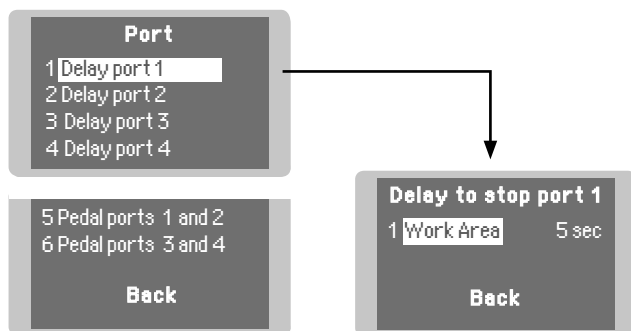 Port
1 Delay port 1
2 Delay port 2
3 Delay port 3
4 Delay port 4
5 Pedal ports 1 and 2
6 Pedal ports 3 and 4
Back
Delay to stop port 1
1 Work Area 5 sec
Back